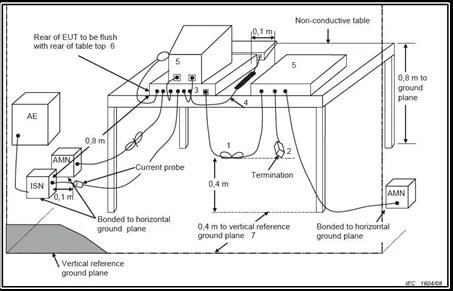 0,1 m
Non-conductive table
Rear of EUT to be flush
with rear of table top 6
5
5
3
4
0,8 m to
ground
plane
AE
0,8 m
AMN
1
2
Current probe
Termination
ISN
0,1 m
0,4 m
AMN
Bonded to horizontal
ground plane
0,4 m to vertical reference
ground plane 7
Bonded to horizontal
ground plane
Vertical reference
ground plane
IEC 1604/08